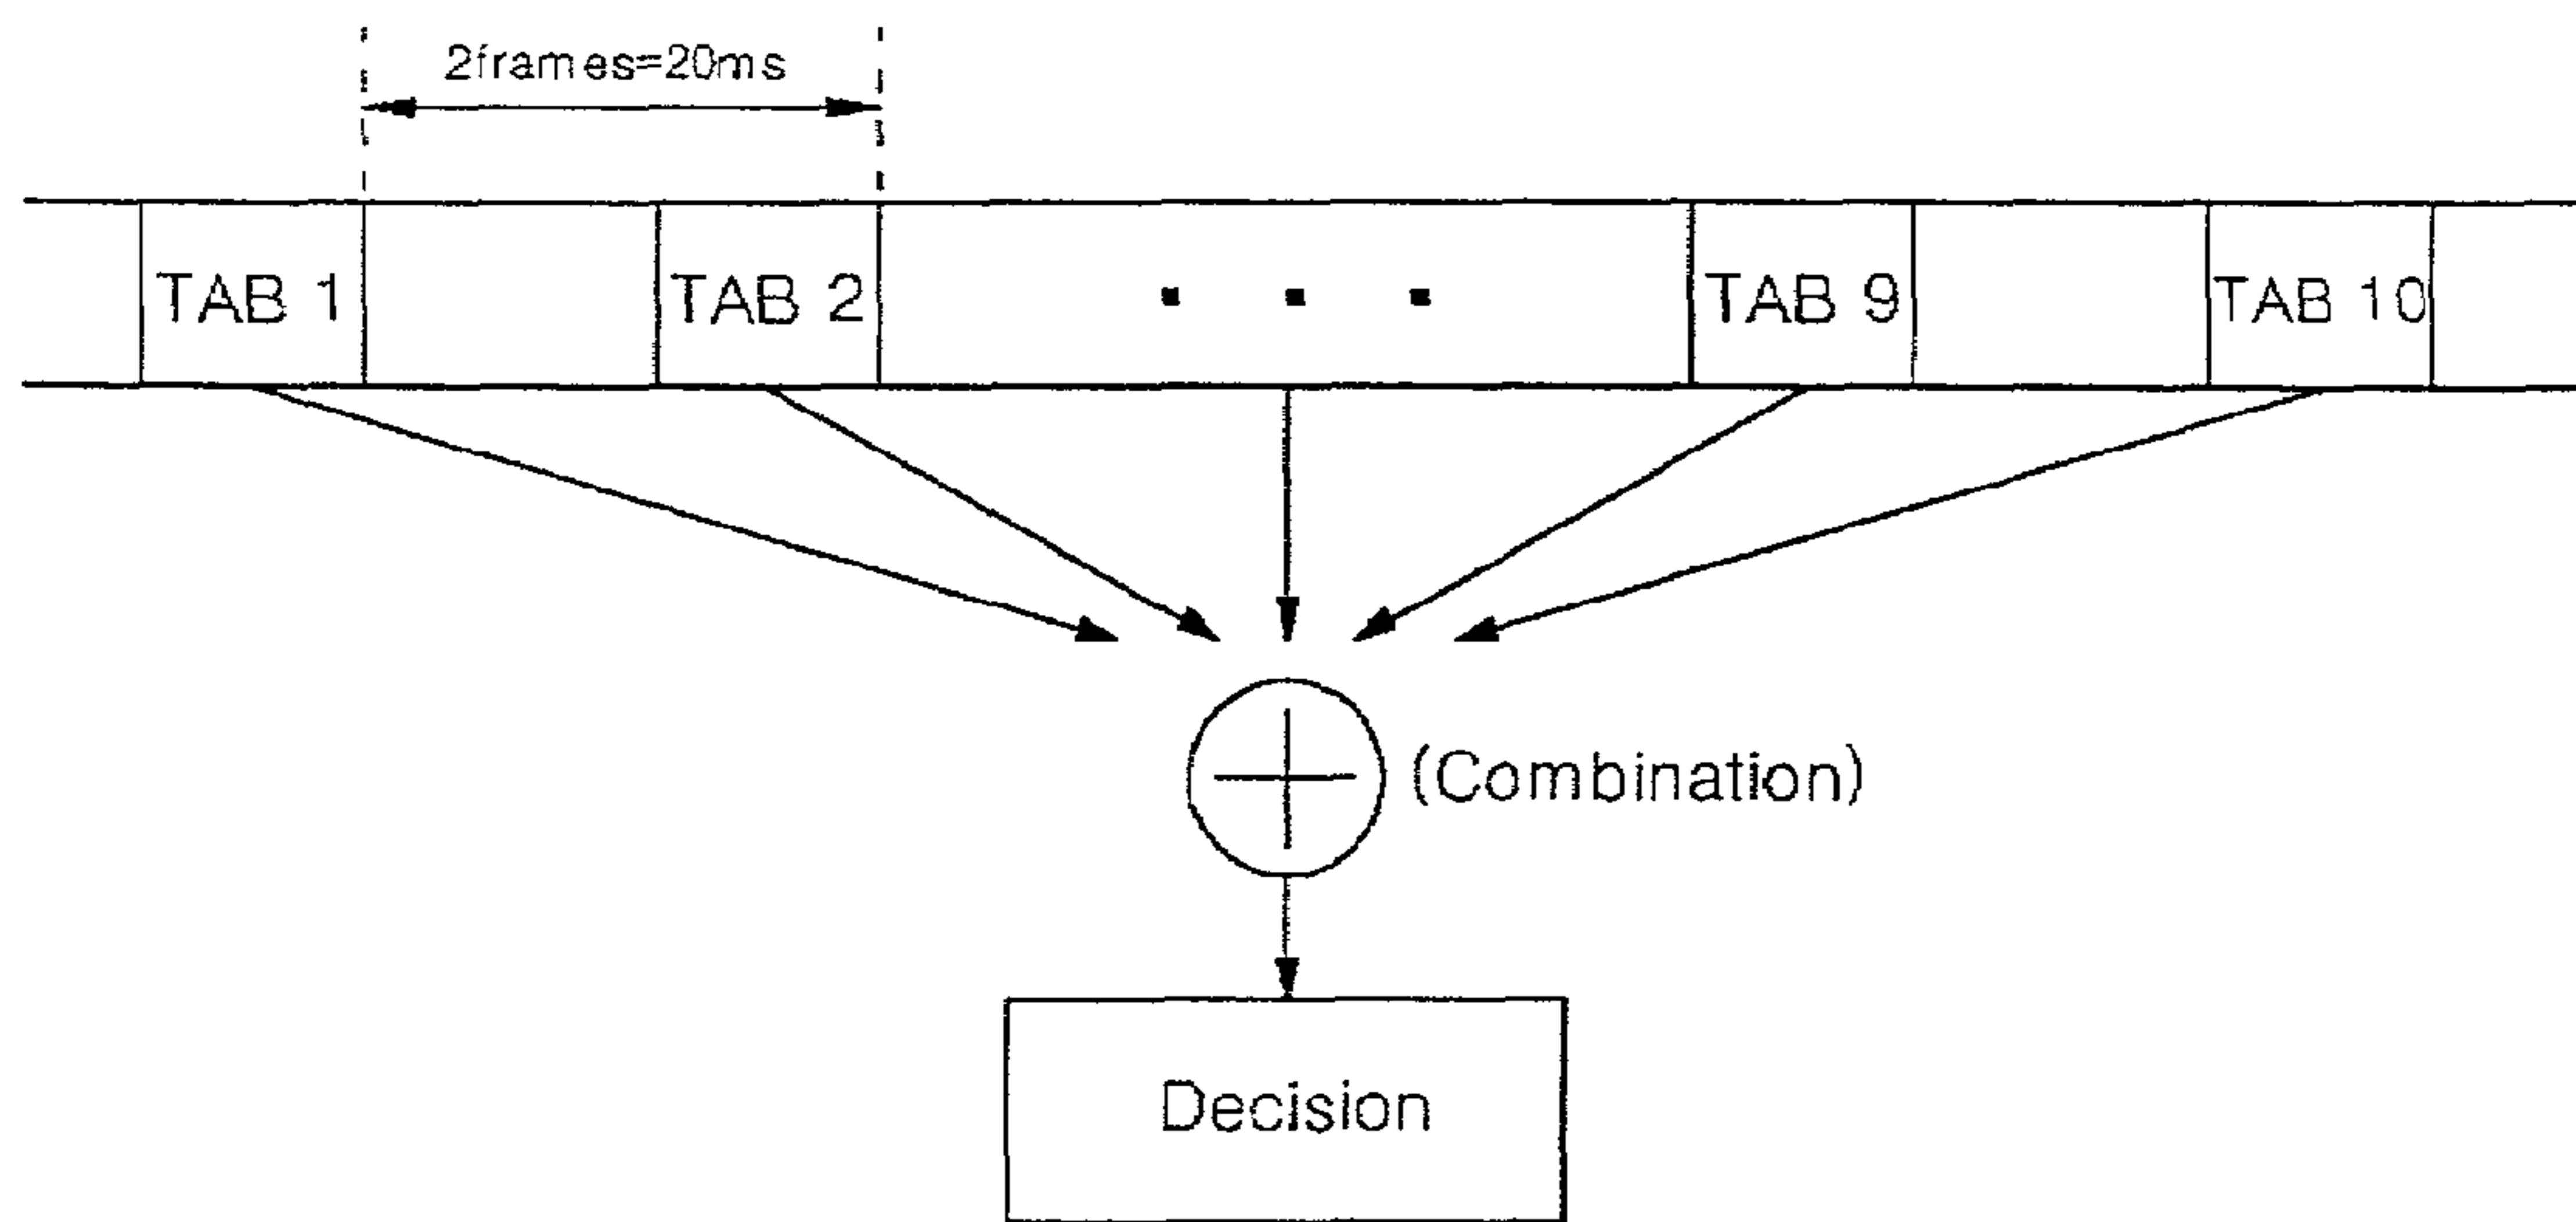 2frames=20ms
TAB 1 TAB 2 . . . TAB 9 TAB 10
(Combination)
Decision